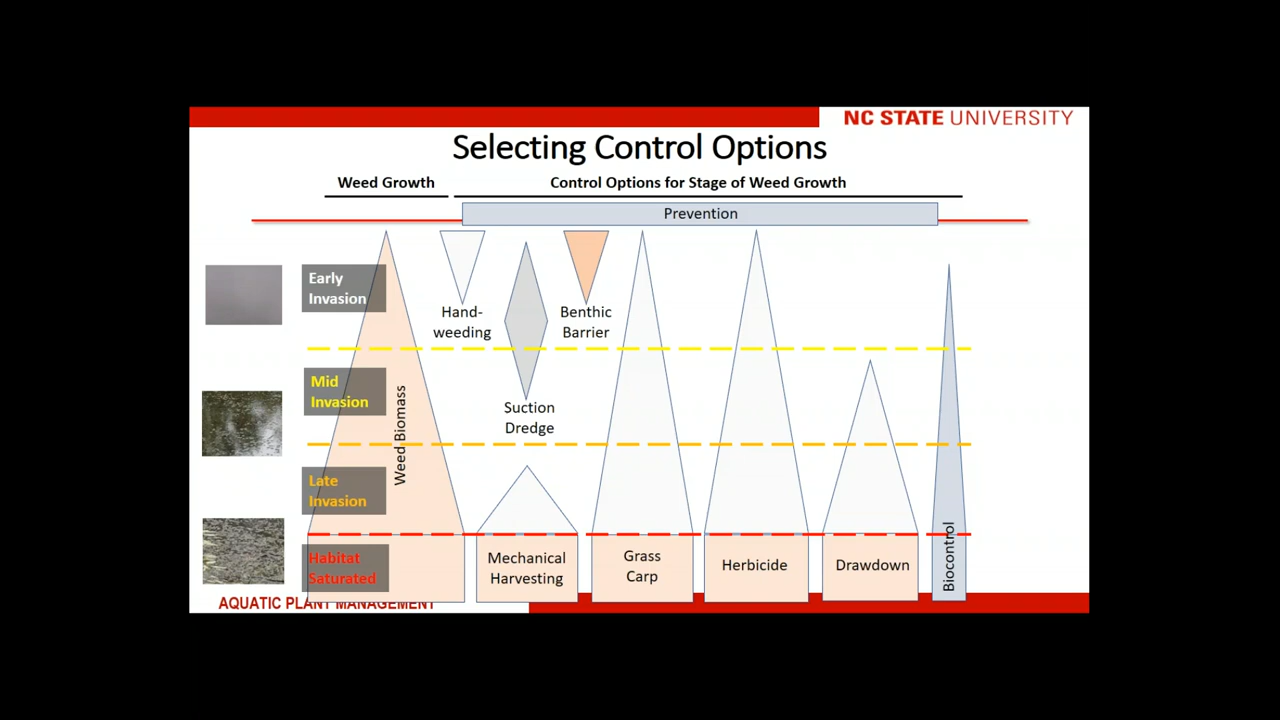 NC STATE UNIVERSITY
Selecting Control Options
Weed Growth
Control Options for Stage of Weed Growth
Prevention
Early
Invasion
Hand-
weeding
Benthic
Barrier
Mid
Invasion
Weed Biomass
Suction
Dredge
Late
Invasion
Habitat
Saturated
Mechanical
Harvesting
Grass
Carp
Herbicide
Drawdown
Biocontrol
AQUATIC PLANT MANAGEMENT